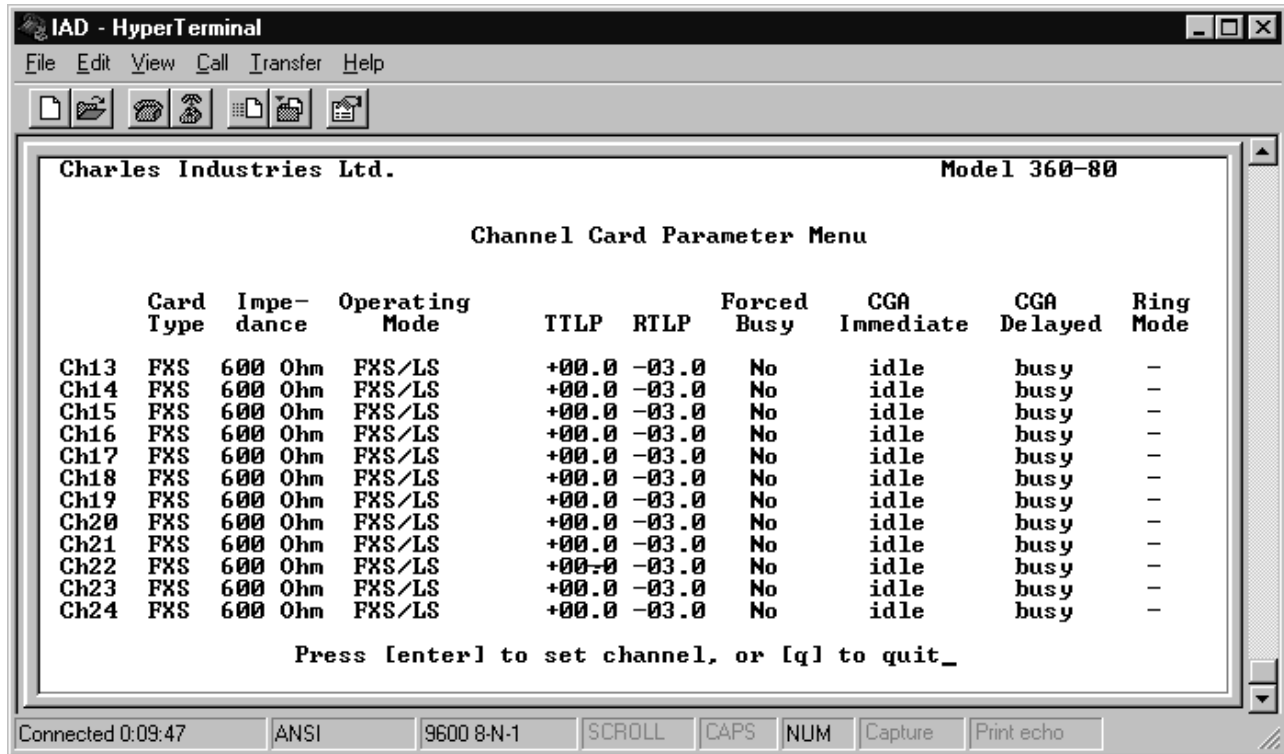 IAD - HyperTerminal
File Edit View Call Transfer Help
Charles Industries Ltd. Model 360-80
Channel Card Parameter Menu
Card Impe- Operating Forced CGA CGA Ring
Type dance Mode TTLP RTLP Busy Immediate Delayed Mode
Ch13 FXS 600 Ohm FXS/LS +00.0 -03.0 No idle busy -
Ch14 FXS 600 Ohm FXS/LS +00.0 -03.0 No idle busy -
Ch15 FXS 600 Ohm FXS/LS +00.0 -03.0 No idle busy -
Ch16 FXS 600 Ohm FXS/LS +00.0 -03.0 No idle busy -
Ch17 FXS 600 Ohm FXS/LS +00.0 -03.0 No idle busy -
Ch18 FXS 600 Ohm FXS/LS +00.0 -03.0 No idle busy -
Ch19 FXS 600 Ohm FXS/LS +00.0 -03.0 No idle busy -
Ch20 FXS 600 Ohm FXS/LS +00.0 -03.0 No idle busy -
Ch21 FXS 600 Ohm FXS/LS +00.0 -03.0 No idle busy -
Ch22 FXS 600 Ohm FXS/LS +00.0 -03.0 No idle busy -
Ch23 FXS 600 Ohm FXS/LS +00.0 -03.0 No idle busy -
Ch24 FXS 600 Ohm FXS/LS +00.0 -03.0 No idle busy -
Press [enter] to set channel, or [q] to quit_
Connected 0:09:47 ANSI 9600 8-N-1 SCROLL CAPS NUM Capture Print echo